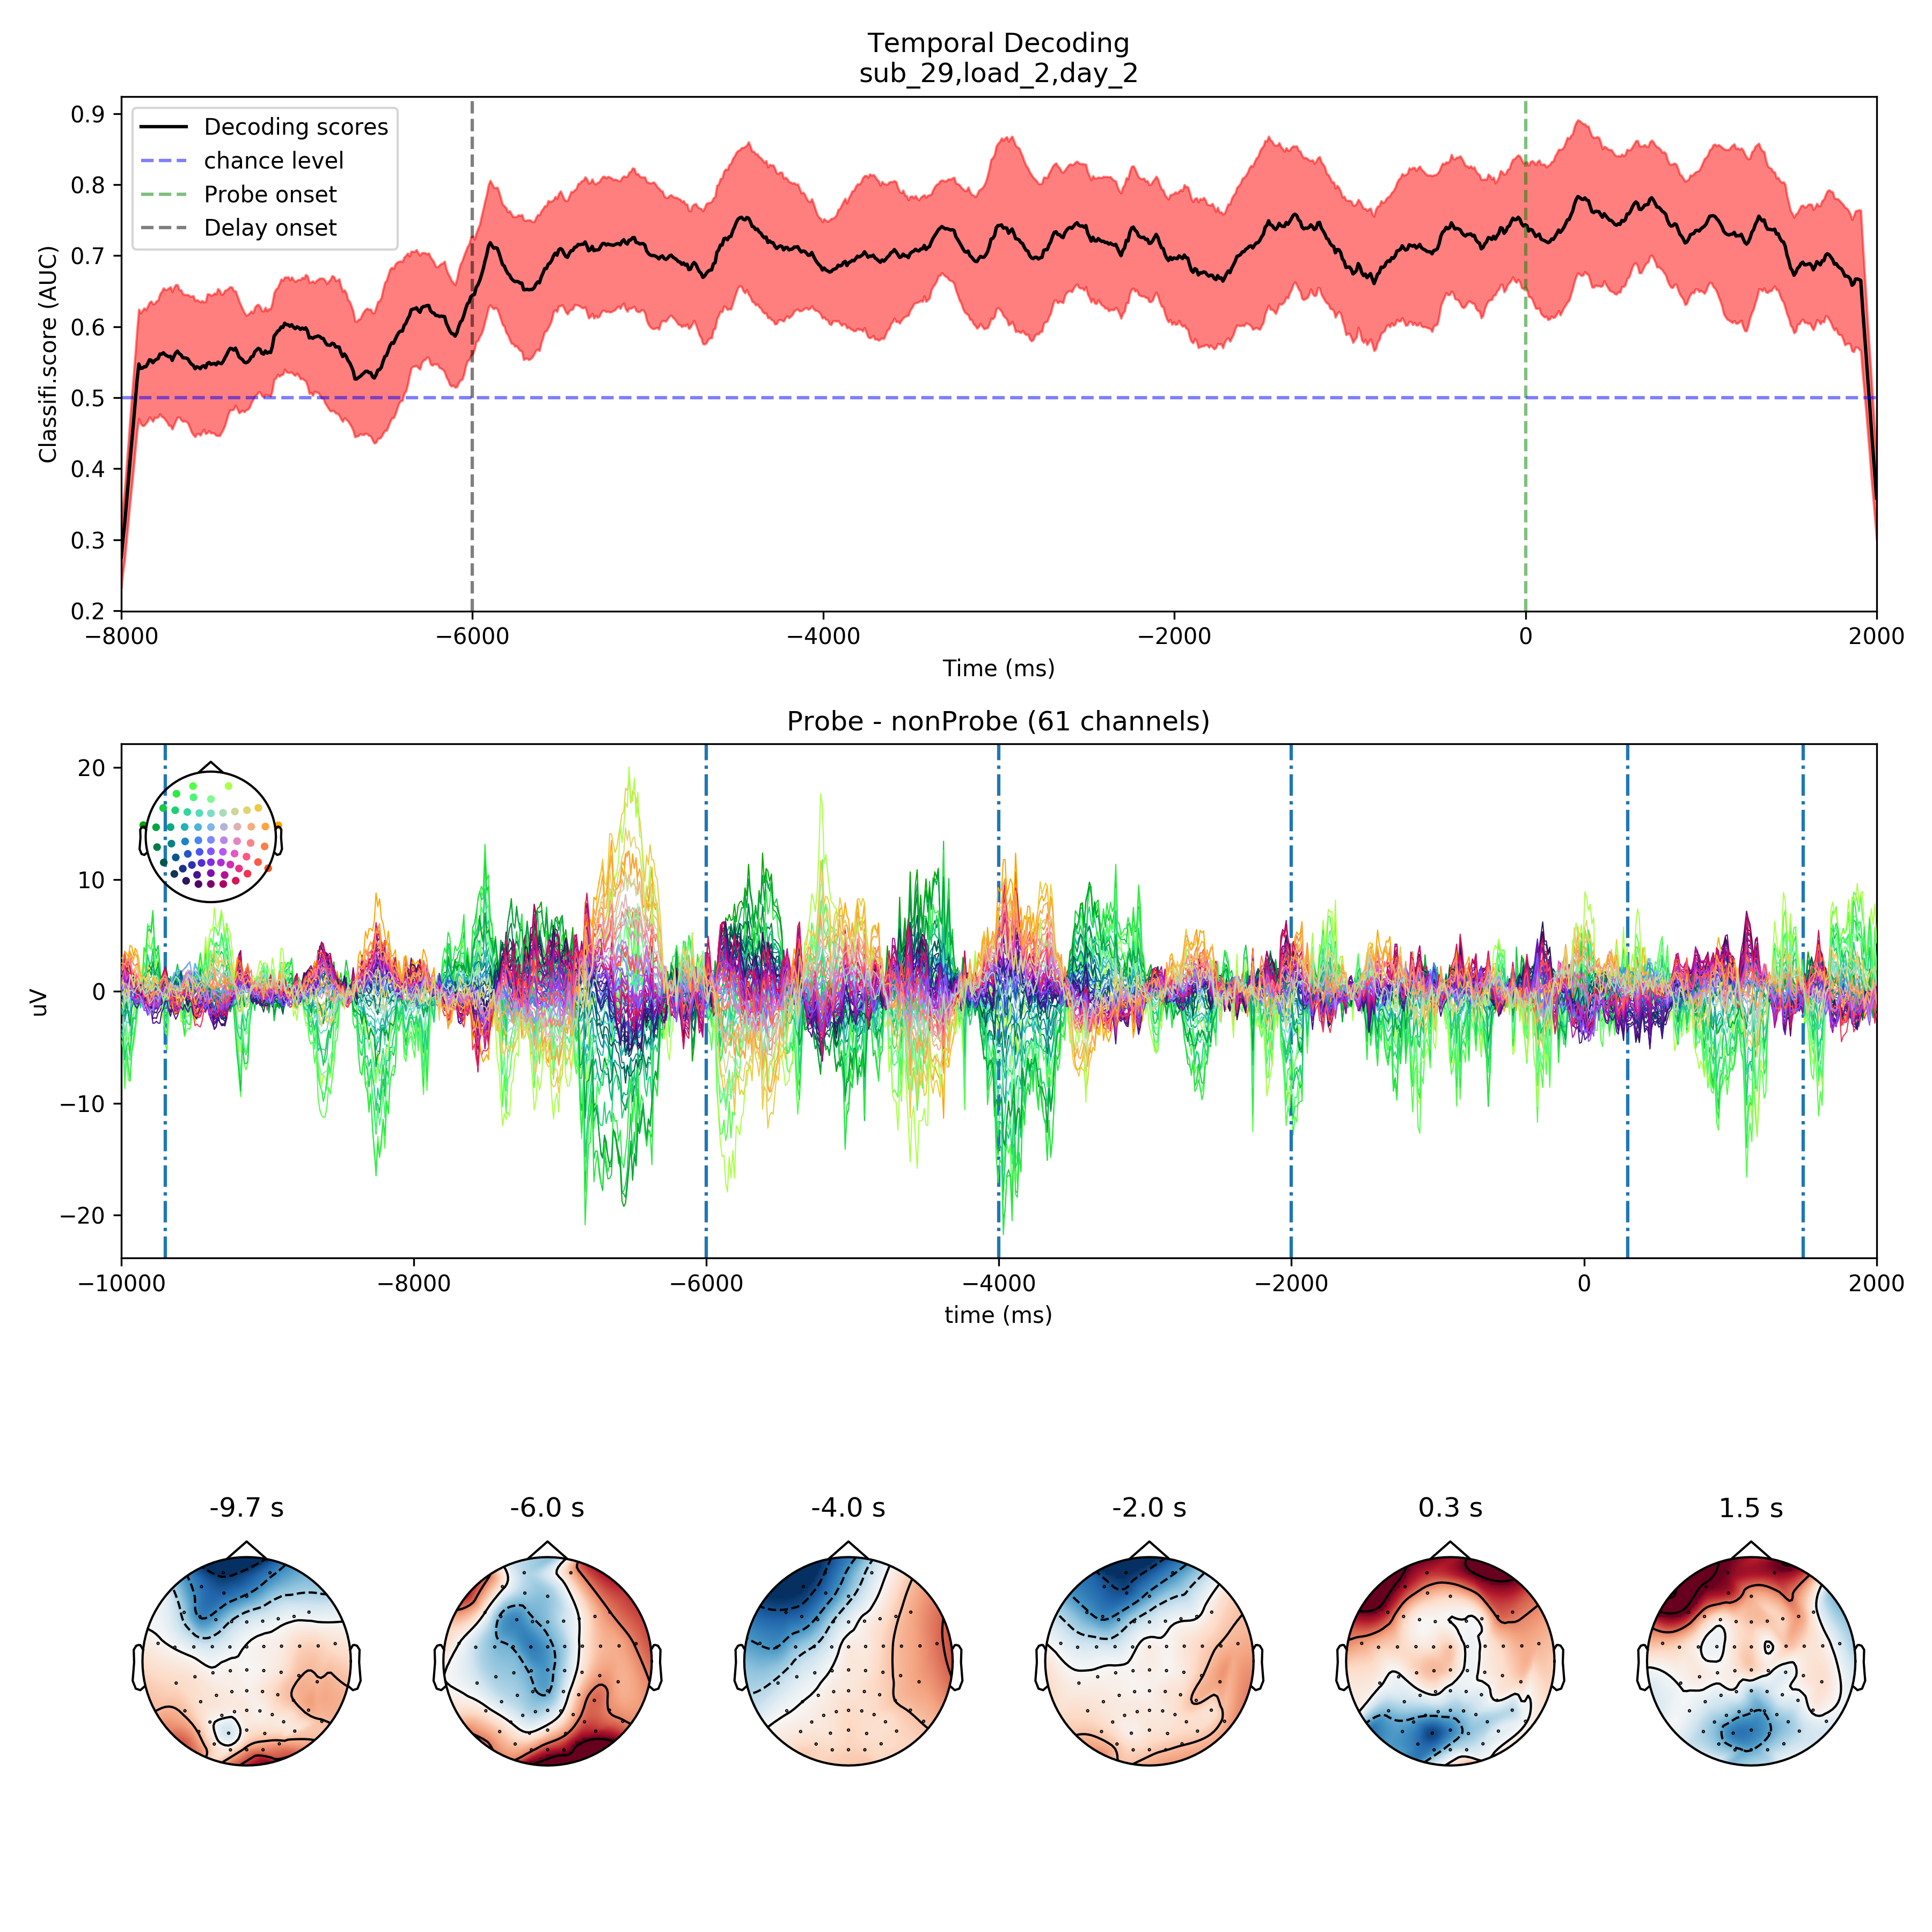 Temporal Decoding
sub_29,load_2,day_2
0.9
0.8
0.7
0.6
0.5
0.4
0.3
0.2
Classifi.score (AUC)
Decoding scores
chance level
Probe onset
Delay onset
−8000 −6000 −4000 −2000 0 2000
Time (ms)
Probe - nonProbe (61 channels)
20
10
0
−10
−20
uV
−10000 −8000 −6000 −4000 −2000 0 2000
time (ms)
-9.7 s -6.0 s -4.0 s -2.0 s 0.3 s 1.5 s